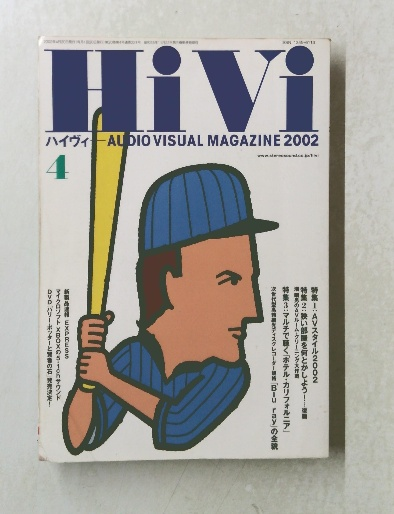 HiVi
ハイヴィ AUDIO VISUAL MAGAZINE 2002
4
www.stereosound.co.jp/hivi
特集1:AVスタイル2002
特集2:狭い部屋を何とかしよう!
特集3:マルチで聴く「ホテル・カリフォルニア」
「Blu ray」の全貌
新製品速報 EXPRESS
マイクロソフト XBOXの5.1chサウンド
DVD「ハリー・ポッターと賢者の石」発売決定!